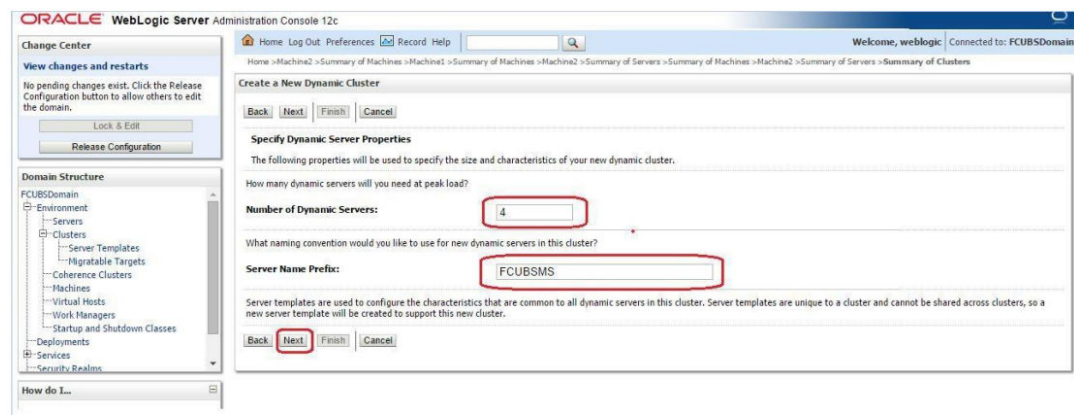 ORACLE WebLogic Server Administration Console 12c
Change Center
View changes and restarts
No pending changes exist. Click the Release
Configuration button to allow others to edit
the domain.
Lock & Edit
Release Configuration
Domain Structure
FCUBSDomain
Environment
Servers
Clusters
Server Templates
Migratable Targets
Coherence Clusters
Machines
Virtual Hosts
Work Managers
Startup and Shutdown Classes
Deployments
Services
Security Realms
How do I...
Home Log Out Preferences Record Help
Welcome, weblogic Connected to: FCUBSDomain
Home >Machine2 >Summary of Machines >Machine1 >Summary of Machines >Machine2 >Summary of Servers >Summary of Machines >Machine2 >Summary of Servers >Summary of Clusters
Create a New Dynamic Cluster
Back Next Finish Cancel
Specify Dynamic Server Properties
The following properties will be used to specify the size and characteristics of your new dynamic cluster.
How many dynamic servers will you need at peak load?
Number of Dynamic Servers: 4
What naming convention would you like to use for new dynamic servers in this cluster?
Server Name Prefix: FCUBSMS
Server templates are used to configure the characteristics that are common to all dynamic servers in this cluster. Server templates are unique to a cluster and cannot be shared across clusters, so a
new server template will be created to support this new cluster.
Back Next Finish Cancel